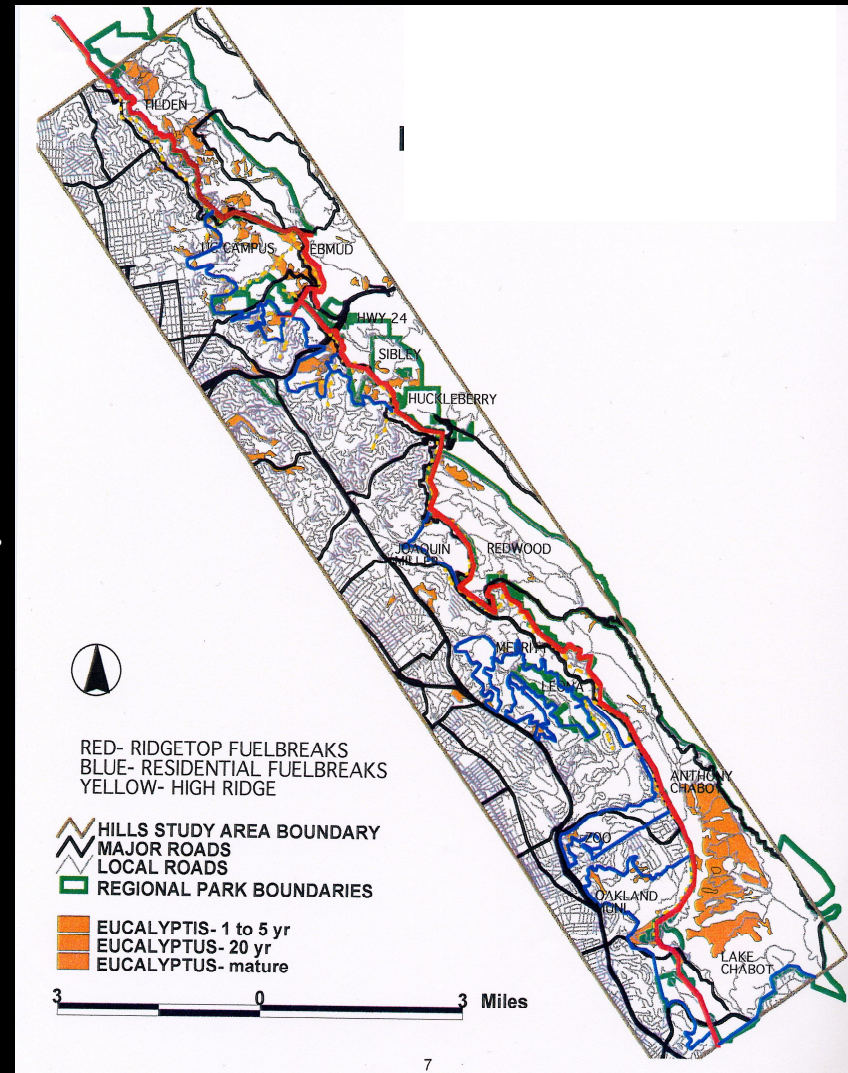 TILDEN
UC CAMPUS
EBMUD
HWY 24
SIBLEY
HUCKLEBERRY
JOAQUIN
MILLER
REDWOOD
MERRITT
LEONA
ANTHONY
CHABOT
ZOO
OAKLAND
MUNI
LAKE
CHABOT
RED- RIDGETOP FUELBREAKS
BLUE- RESIDENTIAL FUELBREAKS
YELLOW- HIGH RIDGE
HILLS STUDY AREA BOUNDARY
MAJOR ROADS
LOCAL ROADS
REGIONAL PARK BOUNDARIES
EUCALYPTIS- 1 to 5 yr
EUCALYPTUS- 20 yr
EUCALYPTUS- mature
3 0 3 Miles
7